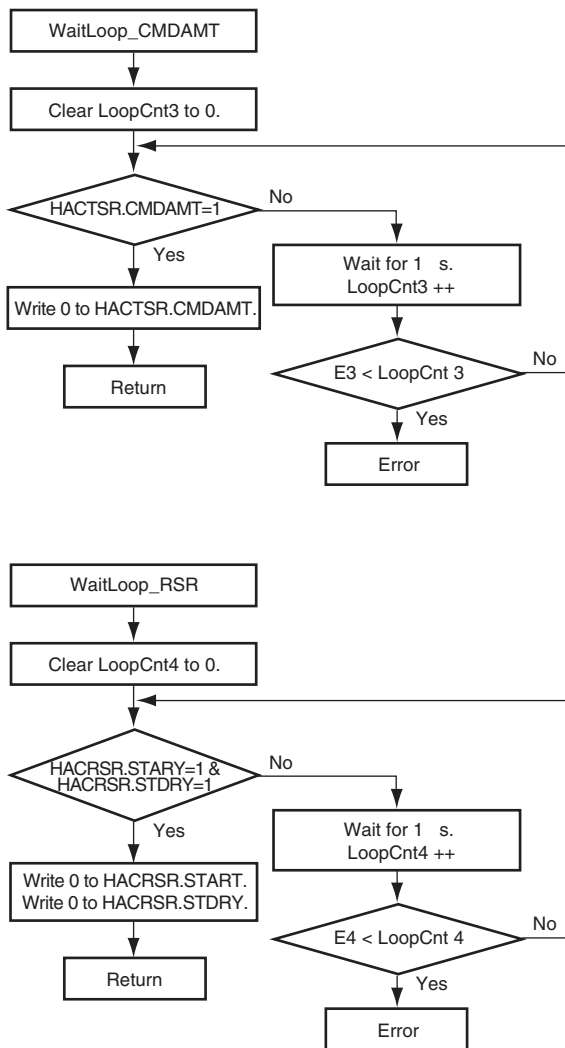 WaitLoop_CMDAMT
Clear LoopCnt3 to 0.
HACTSR.CMDAMT=1
No
Yes
Wait for 1 s.
LoopCnt3 ++
Write 0 to HACTSR.CMDAMT.
E3 < LoopCnt 3
No
Return
Yes
Error
WaitLoop_RSR
Clear LoopCnt4 to 0.
HACRSR.STARY=1 &
HACRSR.STDRY=1
No
Yes
Wait for 1 s.
LoopCnt4 ++
Write 0 to HACRSR.START.
Write 0 to HACRSR.STDRY.
E4 < LoopCnt 4
No
Return
Yes
Error